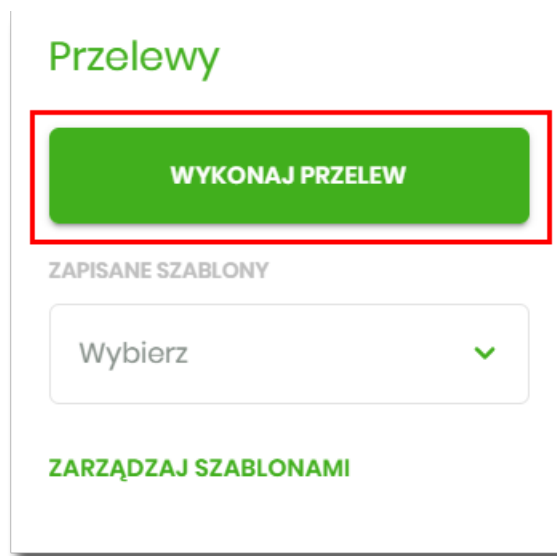 Przelewy
WYKONAJ PRZELEW
ZAPISANE SZABLONY
Wybierz
ZARZĄDZAJ SZABLONAMI